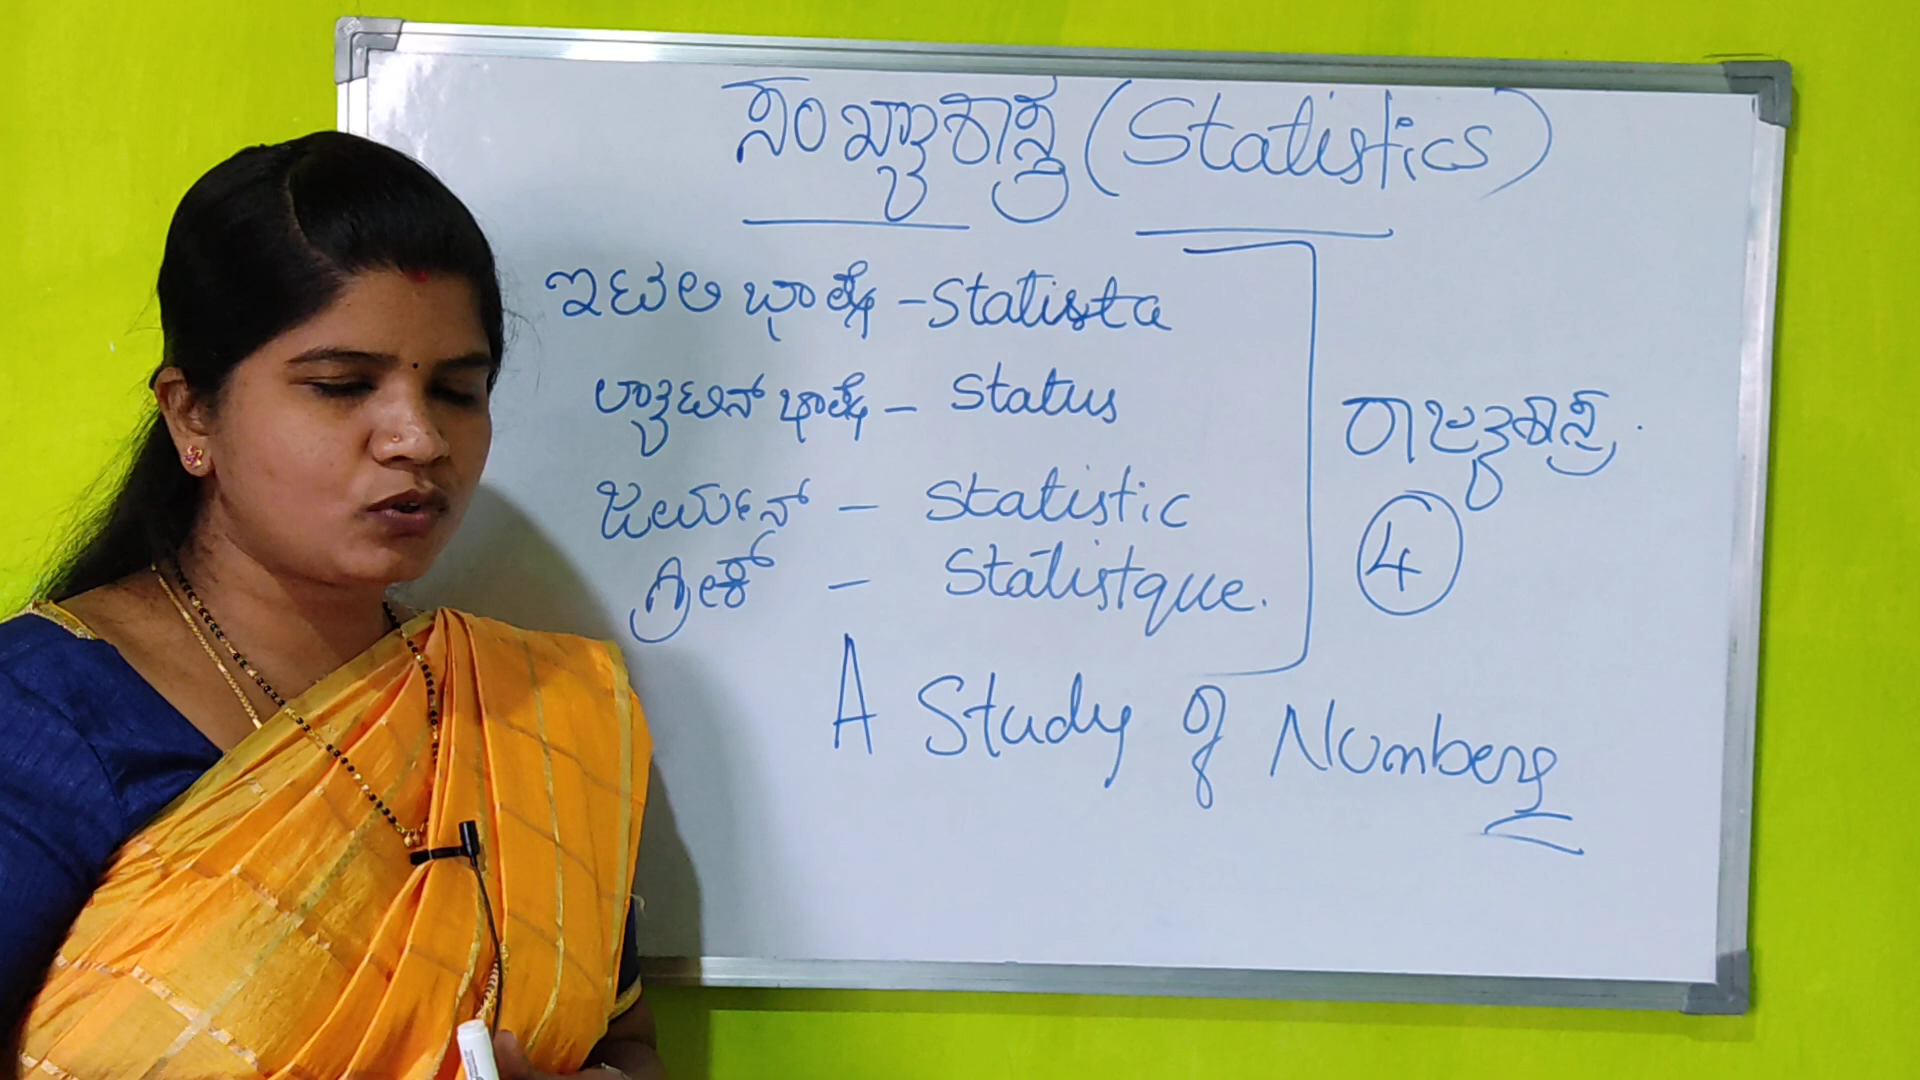 ಸಂಖ್ಯಾಶಾಸ್ತ್ರ (Statistics)
ಇಟಲಿ ಭಾಷೆ - Statista
ಲ್ಯಾಟಿನ್ ಭಾಷೆ - Status
ರಾಜ್ಯಶಾಸ್ತ್ರ.
ಜರ್ಮನ್ - Statistic
4
ಗ್ರೀಕ್ - Statistque.
A Study of Numbers